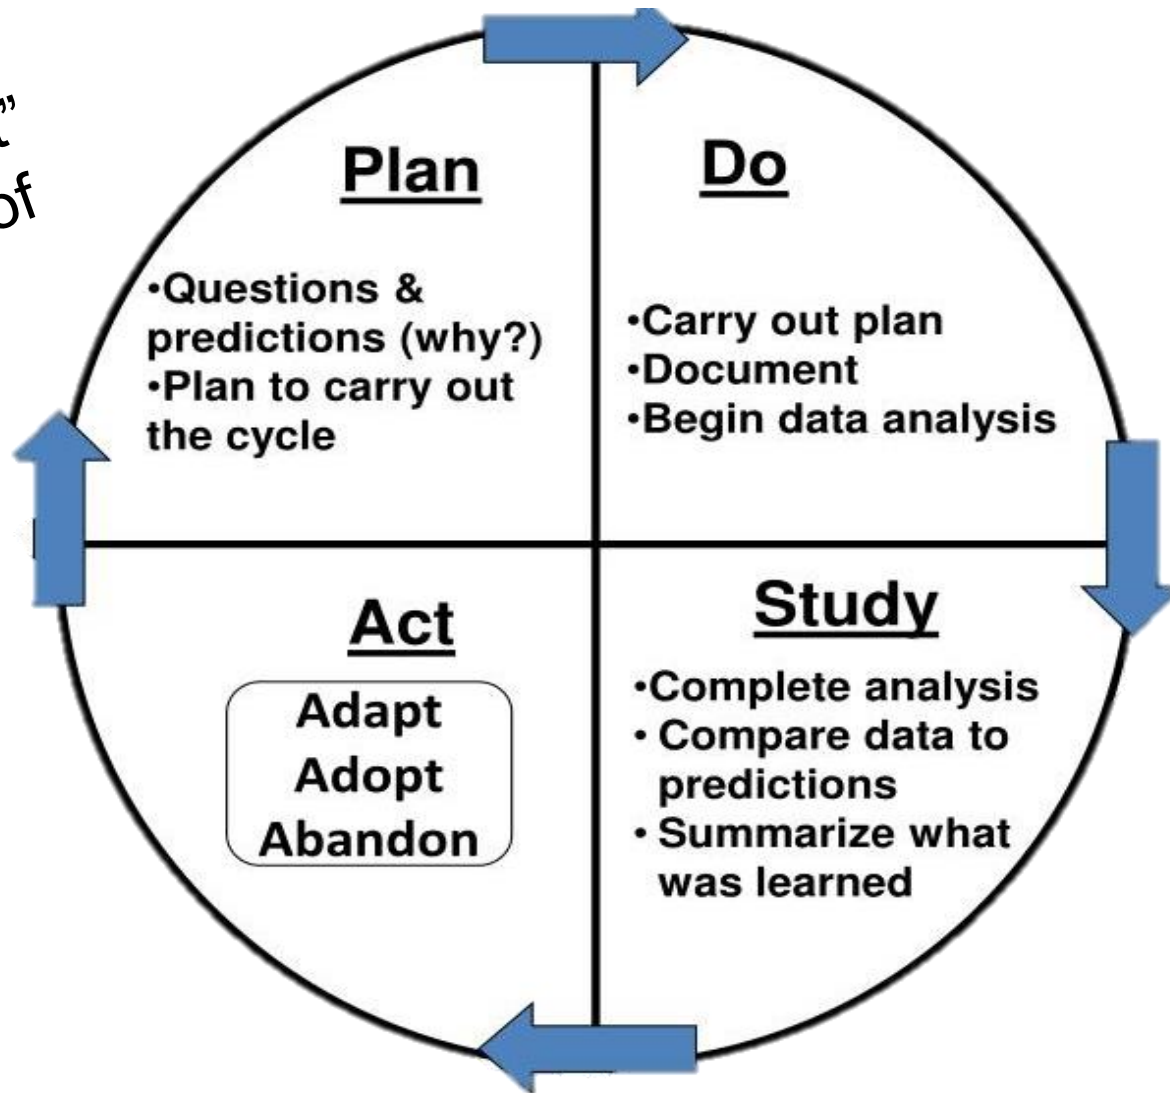 of
Plan
•Questions &
predictions (why?)
•Plan to carry out
the cycle
Do
•Carry out plan
•Document
•Begin data analysis
Act
Adapt
Adopt
Abandon
Study
•Complete analysis
• Compare data to
predictions
• Summarize what
was learned